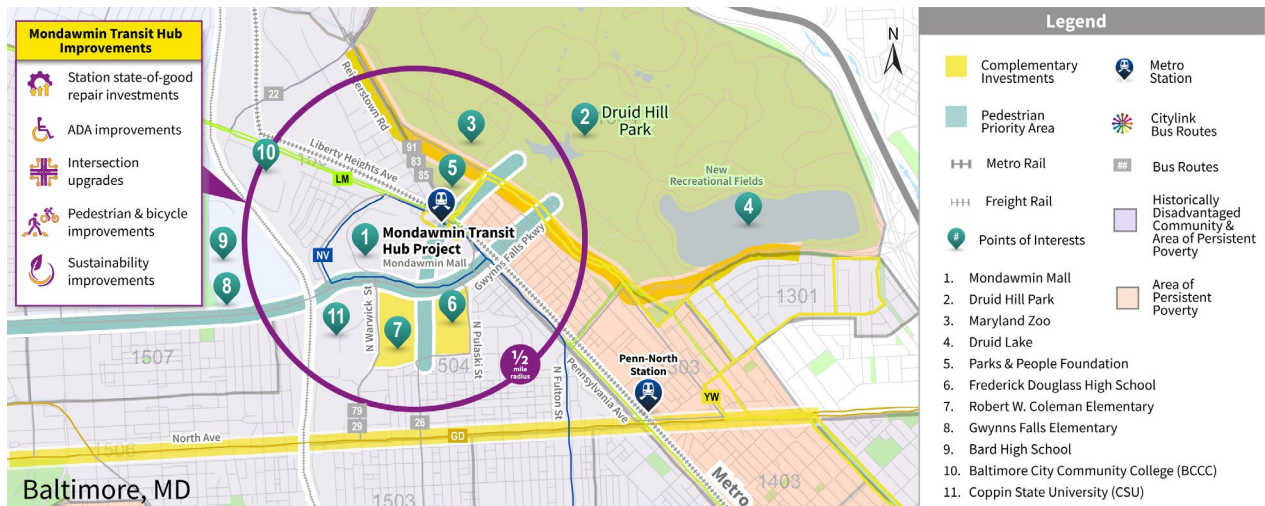 Mondawmin Transit Hub
Improvements
Station state-of-good
repair investments
ADA improvements
Intersection
upgrades
Pedestrian & bicycle
improvements
Sustainability
improvements
22
Reisterstown Rd
N
3
2
Druid Hill
Park
10
Liberty Heights Ave
91
83
85
5
LM
New
Recreational Fields
4
1
Mondawmin Transit
Hub Project
Mondawmin Mall
NV
Gwynns Falls Pkwy
9
8
11
N Warwick St
7
6
N Pulaski St
1301
1507
504
½
mile
radius
Penn-North
Station
303
N Fulton St
Pennsylvania Ave
YW
79
29
26
North Ave
GD
1506
Metro
1403
1503
Baltimore, MD
Legend
Complementary
Investments
Metro
Station
Pedestrian
Priority Area
Citylink
Bus Routes
Metro Rail
##
Bus Routes
Freight Rail
Historically
Disadvantaged
Community &
Area of Persistent
Poverty
#
Points of Interests
Area of
Persistent
Poverty
1. Mondawmin Mall
2. Druid Hill Park
3. Maryland Zoo
4. Druid Lake
5. Parks & People Foundation
6. Frederick Douglass High School
7. Robert W. Coleman Elementary
8. Gwynns Falls Elementary
9. Bard High School
10. Baltimore City Community College (BCCC)
11. Coppin State University (CSU)